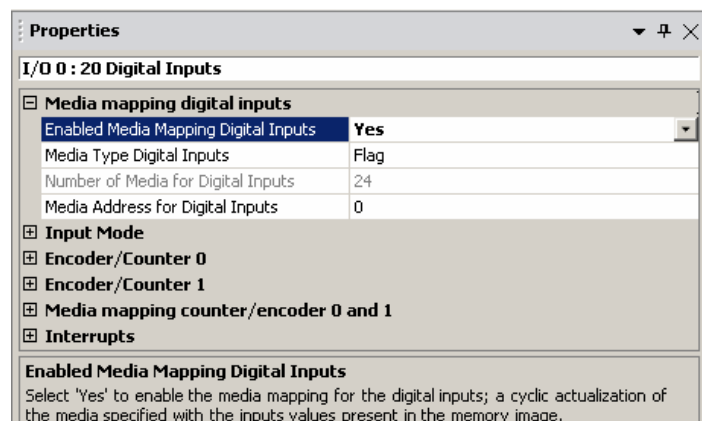 Properties
I/O 0 : 20 Digital Inputs
Media mapping digital inputs
Enabled Media Mapping Digital Inputs Yes
Media Type Digital Inputs Flag
Number of Media for Digital Inputs 24
Media Address for Digital Inputs 0
Input Mode
Encoder/Counter 0
Encoder/Counter 1
Media mapping counter/encoder 0 and 1
Interrupts
Enabled Media Mapping Digital Inputs
Select 'Yes' to enable the media mapping for the digital inputs; a cyclic actualization of
the media specified with the inputs values present in the memory image.